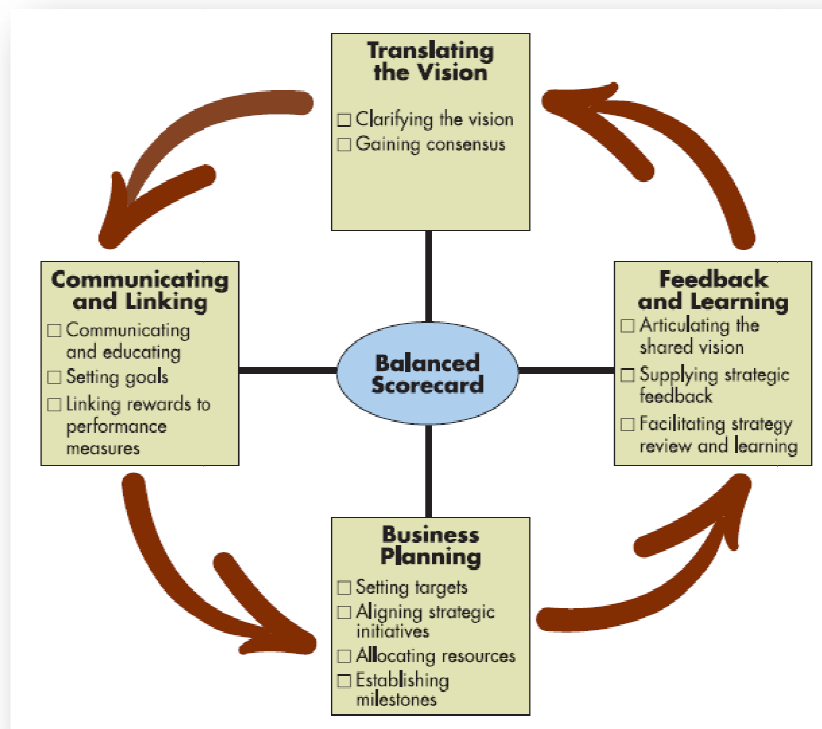 Translating
the Vision
☐ Clarifying the vision
☐ Gaining consensus
Communicating
and Linking
☐ Communicating
and educating
☐ Setting goals
☐ Linking rewards to
performance
measures
Balanced
Scorecard
Feedback
and Learning
☐ Articulating the
shared vision
☐ Supplying strategic
feedback
☐ Facilitating strategy
review and learning
Business
Planning
☐ Setting targets
☐ Aligning strategic
initiatives
☐ Allocating resources
☐ Establishing
milestones